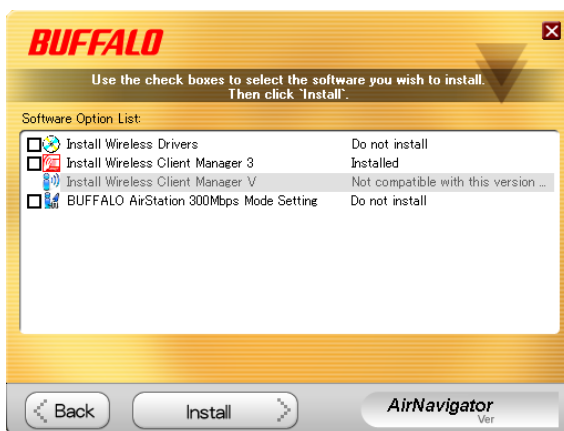 BUFFALO
Use the check boxes to select the software you wish to install.
Then click `Install`.
Software Option List:
Install Wireless Drivers Do not install
Install Wireless Client Manager 3 Installed
Install Wireless Client Manager V Not compatible with this version ...
BUFFALO AirStation 300Mbps Mode Setting Do not install
Back Install AirNavigator
Ver